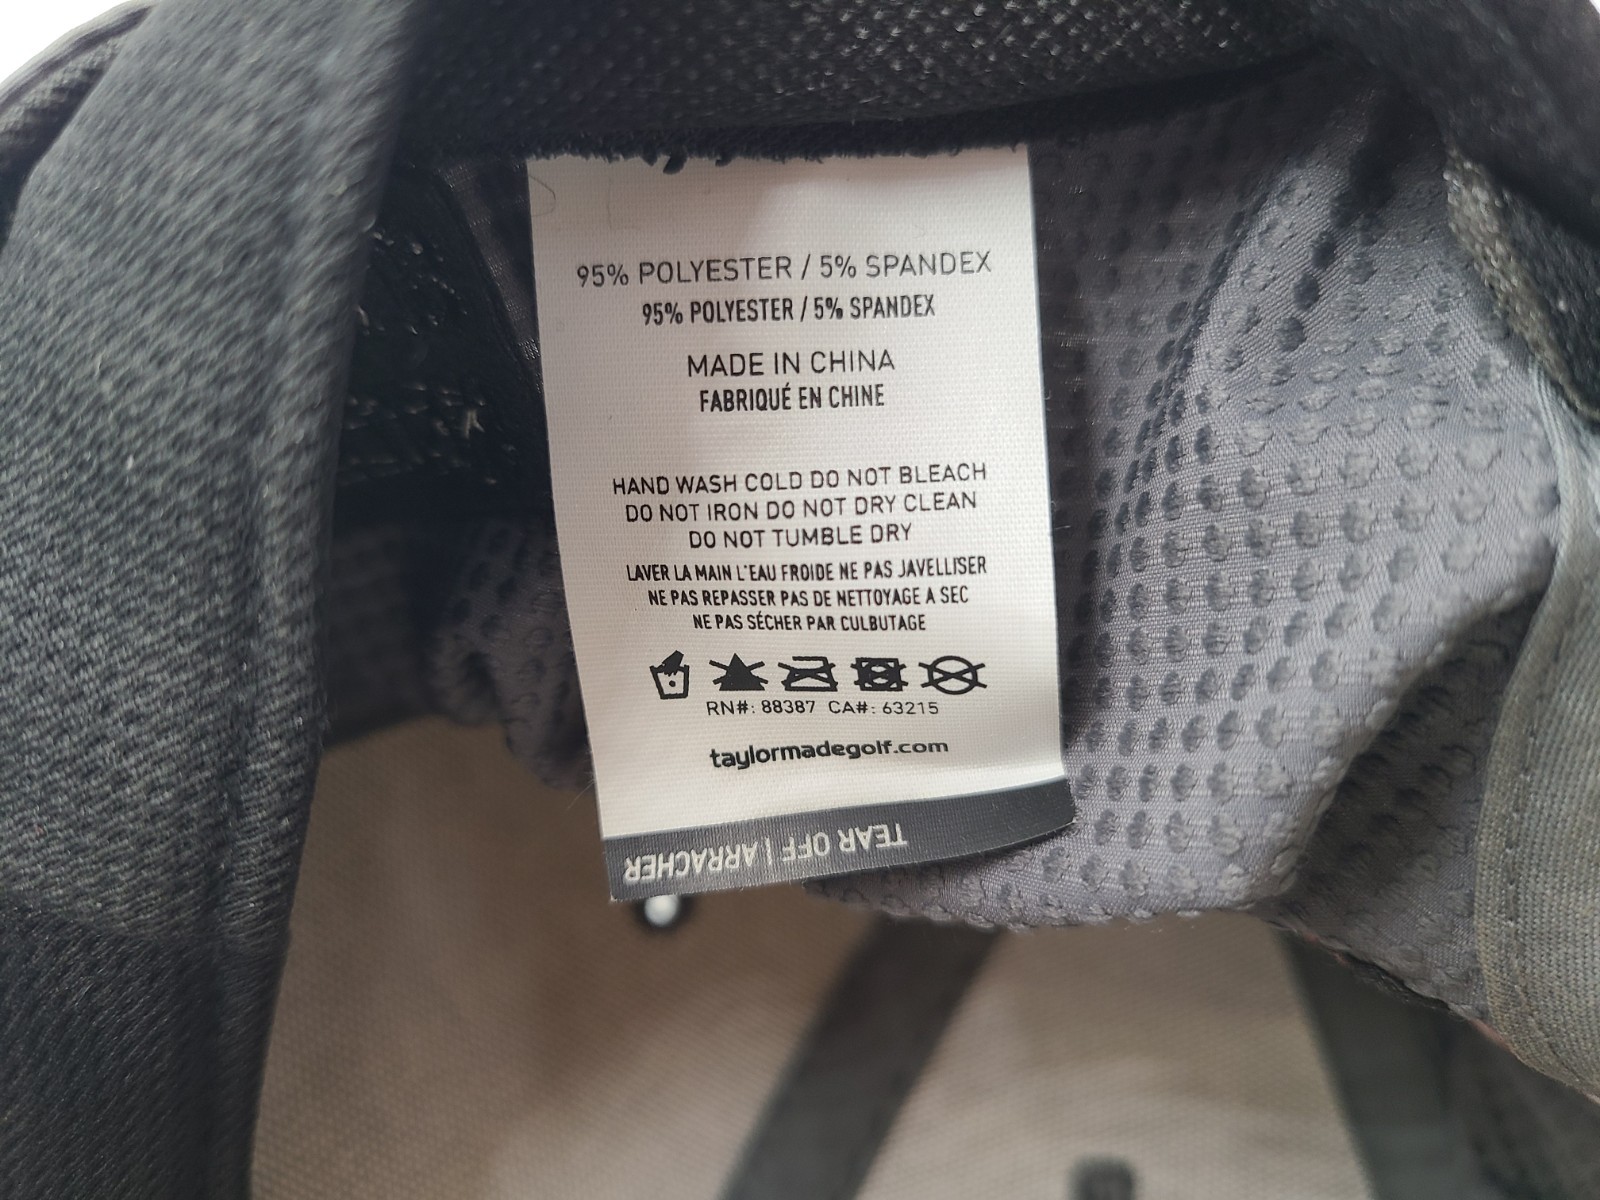 95% POLYESTER / 5% SPANDEX
95% POLYESTER / 5% SPANDEX
MADE IN CHINA
FABRIQUÉ EN CHINE
HAND WASH COLD DO NOT BLEACH
DO NOT IRON DO NOT DRY CLEAN
DO NOT TUMBLE DRY
LAVER LA MAIN L'EAU FROIDE NE PAS JAVELLISER
NE PAS REPASSER PAS DE NETTOYAGE A SEC
NE PAS SÉCHER PAR CULBUTAGE
RN#: 88387 CA#: 63215
taylormadegolf.com
TEAR OFF | ARRACHER